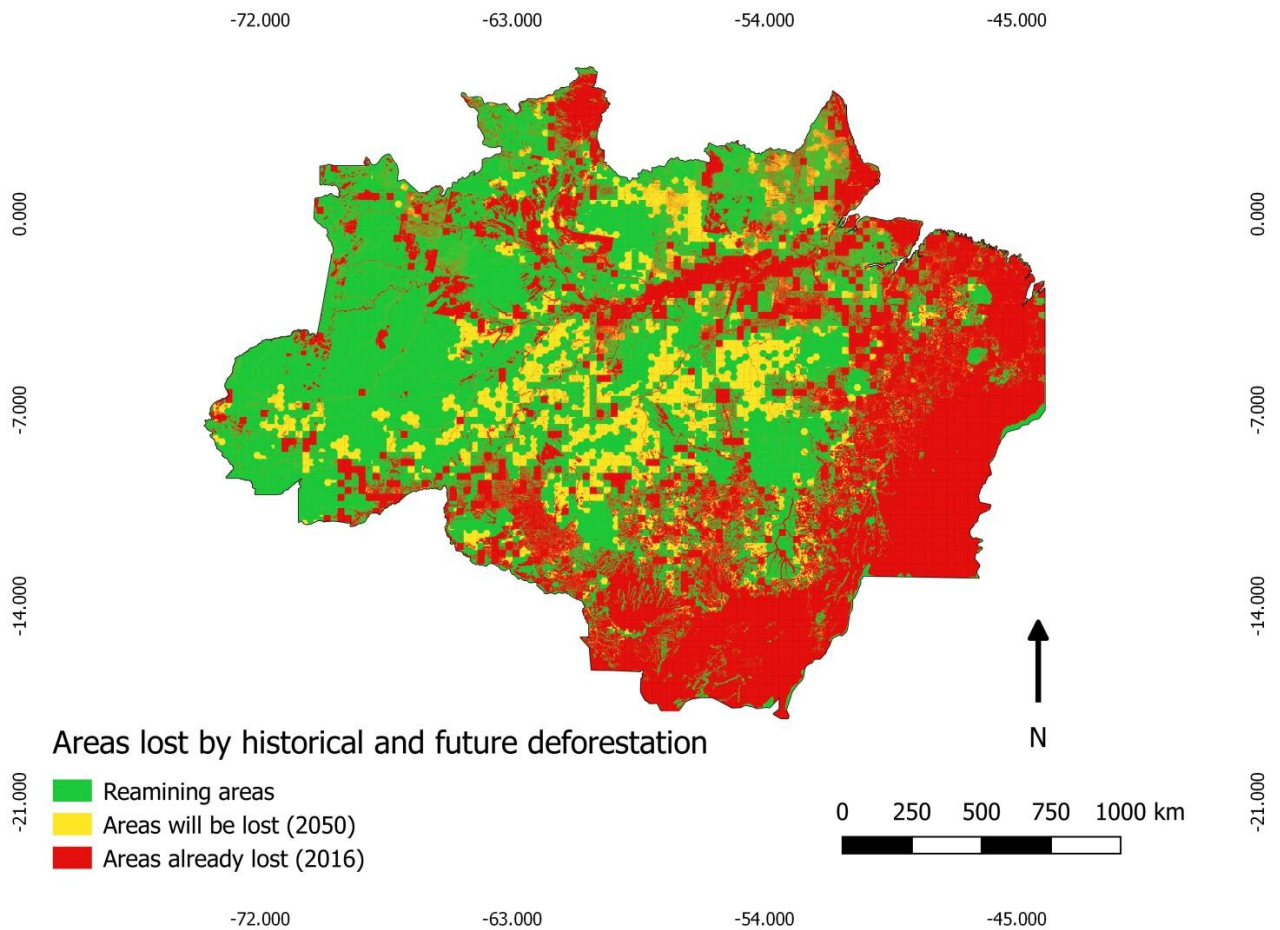 -72.000 -63.000 -54.000 -45.000
0.000 0.000
-7.000 -7.000
-14.000 -14.000
N
Areas lost by historical and future deforestation
Reamining areas
Areas will be lost (2050)
Areas already lost (2016)
0 250 500 750 1000 km
-21.000 -21.000
-72.000 -63.000 -54.000 -45.000